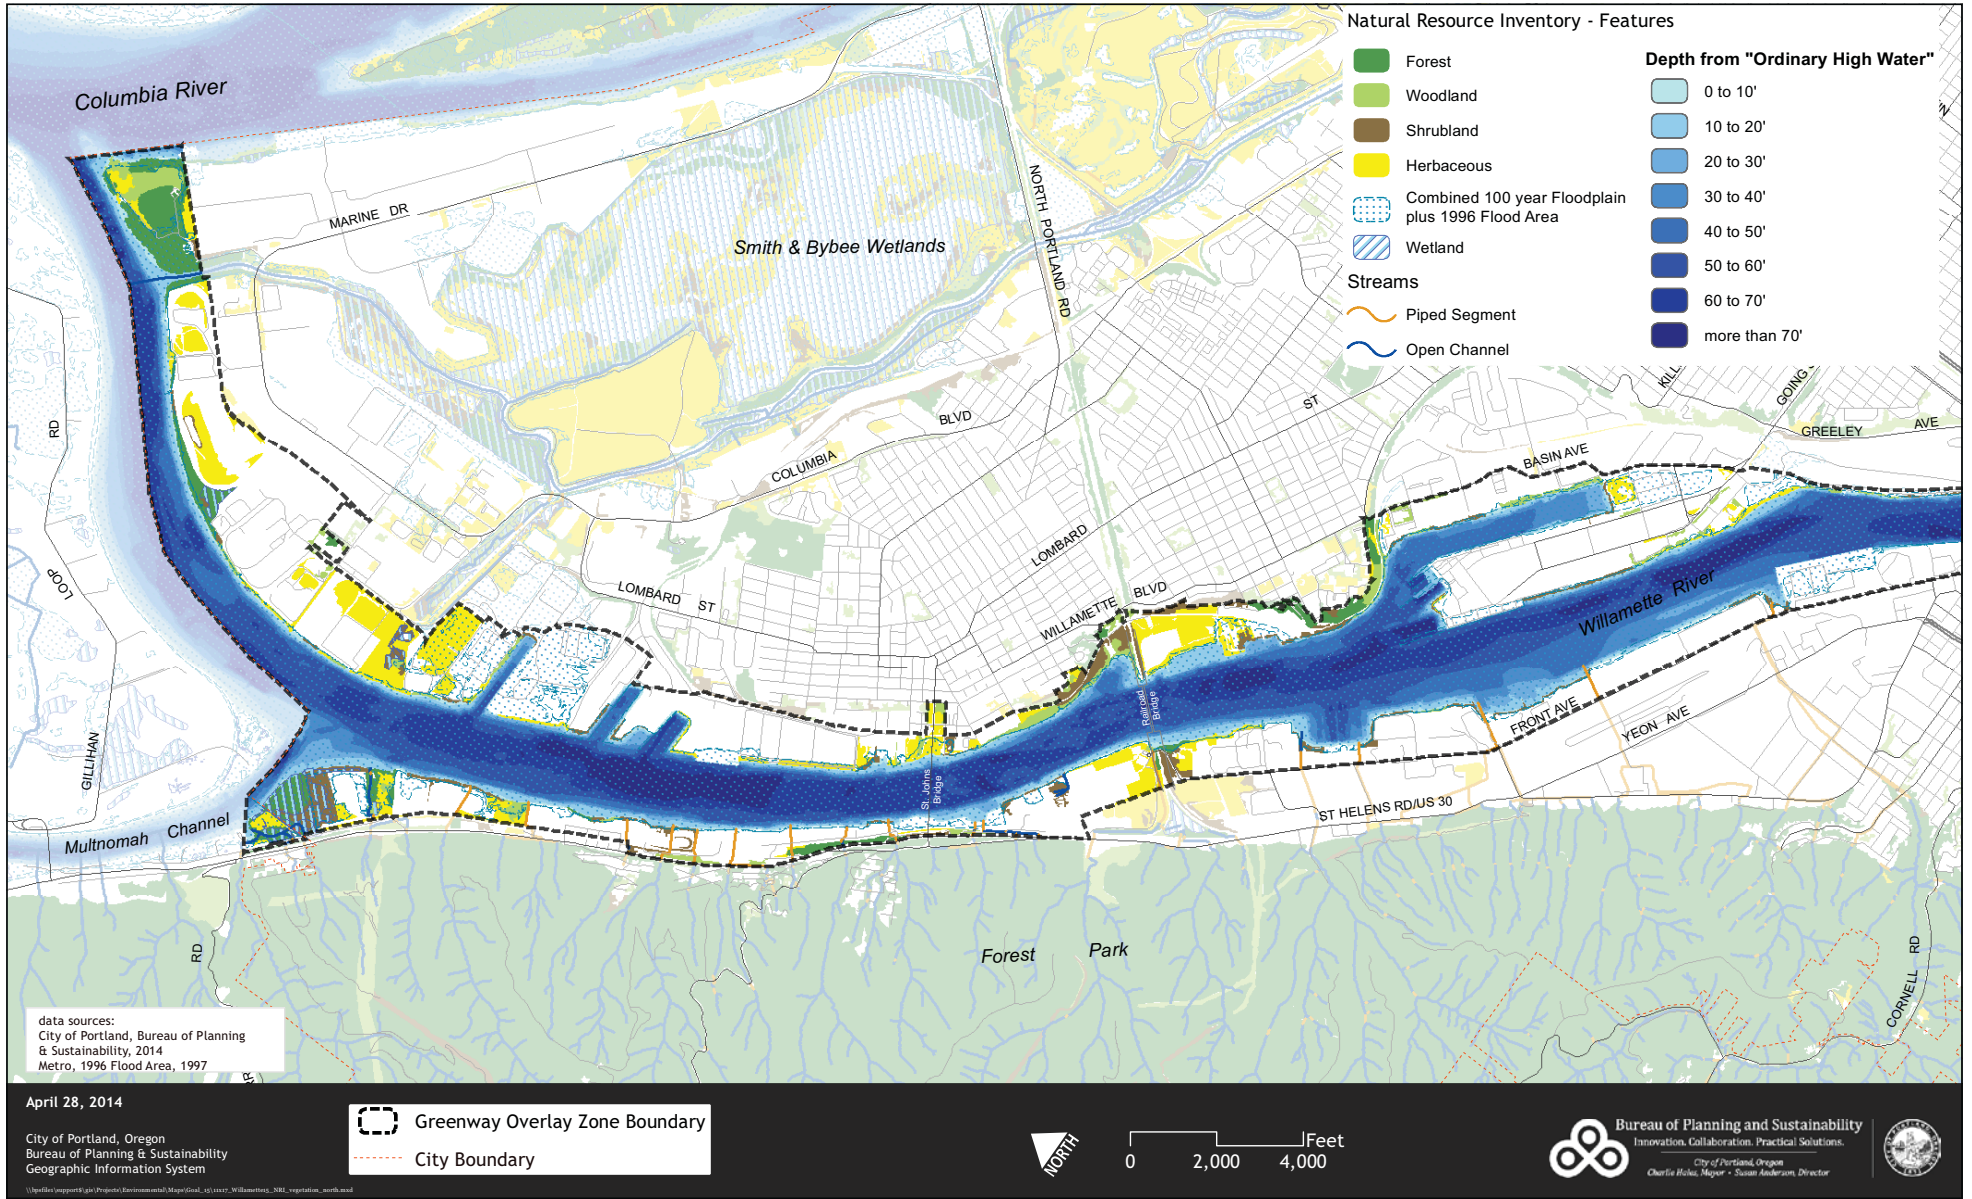 Natural Resource Inventory - Features
Forest
Woodland
Shrubland
Herbaceous
Combined 100 year Floodplain
plus 1996 Flood Area
Wetland
Streams
Piped Segment
Open Channel
Depth from "Ordinary High Water"
0 to 10'
10 to 20'
20 to 30'
30 to 40'
40 to 50'
50 to 60'
60 to 70'
more than 70'
Columbia River
MARINE DR
Smith & Bybee Wetlands
NORTH PORTLAND RD
RD
LOOP
GILLIHAN
COLUMBIA
BLVD
ST
LOMBARD
LOMBARD ST
WILLAMETTE BLVD
BASIN AVE
GOING
GREELEY AVE
Willamette River
Railroad
Bridge
St. Johns
Bridge
FRONT AVE
YEON AVE
ST HELENS RD/US 30
Multnomah Channel
RD
Forest Park
CORNELL RD
data sources:
City of Portland, Bureau of Planning
& Sustainability, 2014
Metro, 1996 Flood Area, 1997
April 28, 2014
City of Portland, Oregon
Bureau of Planning & Sustainability
Geographic Information System
Greenway Overlay Zone Boundary
City Boundary
NORTH
Feet
0 2,000 4,000
Bureau of Planning and Sustainability
Innovation. Collaboration. Practical Solutions.
City of Portland, Oregon
Charlie Hales, Mayor • Susan Anderson, Director